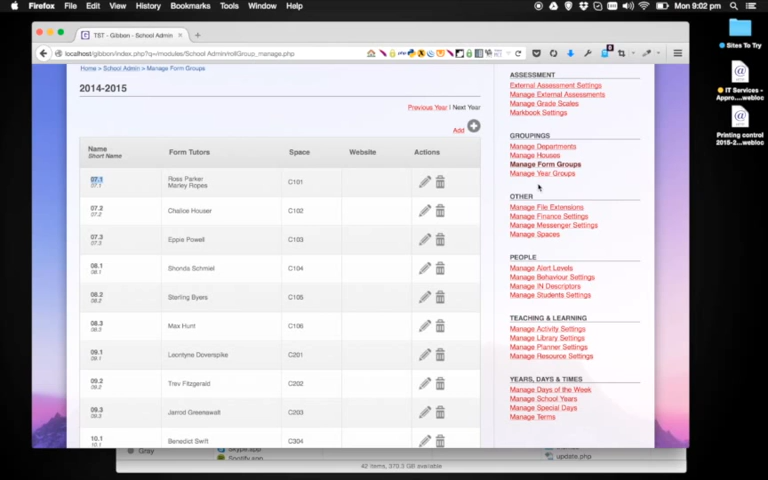 Firefox File Edit View History Bookmarks Tools Window Help Mon 9:02 pm
TST - Gibbon - School Admin
localhost/gibbon/index.php?q=/modules/School Admin/rollGroup_manage.php
Home > School Admin > Manage Form Groups
2014-2015
Previous Year | Next Year
Add
Name
Short Name
Form Tutors
Space
Website
Actions
07.1
07.1
Ross Parker
Marley Ropes
C101
07.2
07.2
Chalice Houser
C102
07.3
07.3
Eppie Powell
C103
08.1
08.1
Shonda Schmiel
C104
08.2
08.2
Sterling Byers
C105
08.3
08.3
Max Hunt
C106
09.1
09.1
Leontyne Doverspike
C201
09.2
09.2
Trev Fitzgerald
C202
09.3
09.3
Jarrod Greenawalt
C203
10.1
Benedict Swift
C304
ASSESSMENT
External Assessment Settings
Manage External Assessments
Manage Grade Scales
Markbook Settings
GROUPINGS
Manage Departments
Manage Houses
Manage Form Groups
Manage Year Groups
OTHER
Manage File Extensions
Manage Finance Settings
Manage Messenger Settings
Manage Spaces
PEOPLE
Manage Alert Levels
Manage Behaviour Settings
Manage IN Descriptors
Manage Students Settings
TEACHING & LEARNING
Manage Activity Settings
Manage Library Settings
Manage Planner Settings
Manage Resource Settings
YEARS, DAYS & TIMES
Manage Days of the Week
Manage School Years
Manage Special Days
Manage Terms
Sites To Try
IT Services -
Appro....webloc
Printing control
2015-2...webloc
Gray
Skype.app
Spotify.app
update.php
42 items, 370.5 GB available